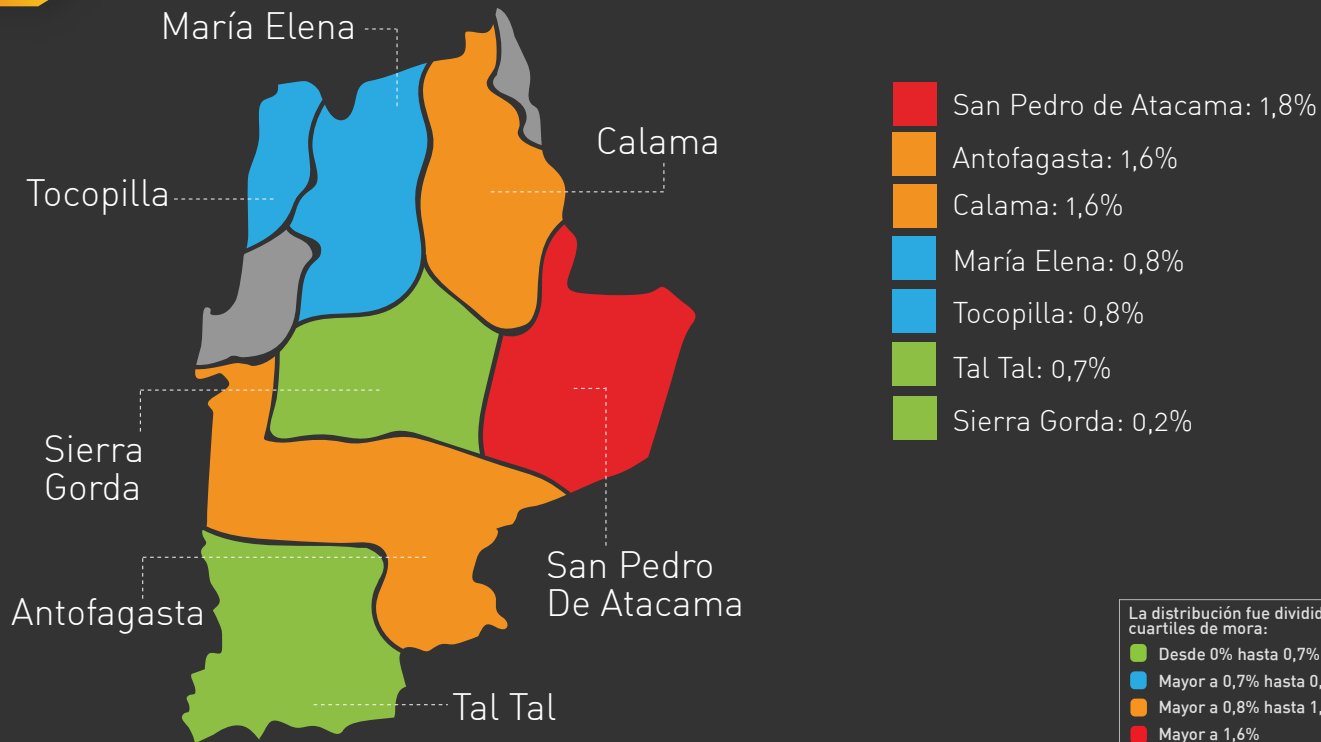 María Elena
Calama
Tocopilla
Sierra
Gorda
Antofagasta
San Pedro
De Atacama
Tal Tal
San Pedro de Atacama: 1,8%
Antofagasta: 1,6%
Calama: 1,6%
María Elena: 0,8%
Tocopilla: 0,8%
Tal Tal: 0,7%
Sierra Gorda: 0,2%
La distribución fue
cuartiles de mora:
Desde 0% hasta 0,7%
Mayor a 0,7% hasta
Mayor a 0,8% hasta
Mayor a 1,6%